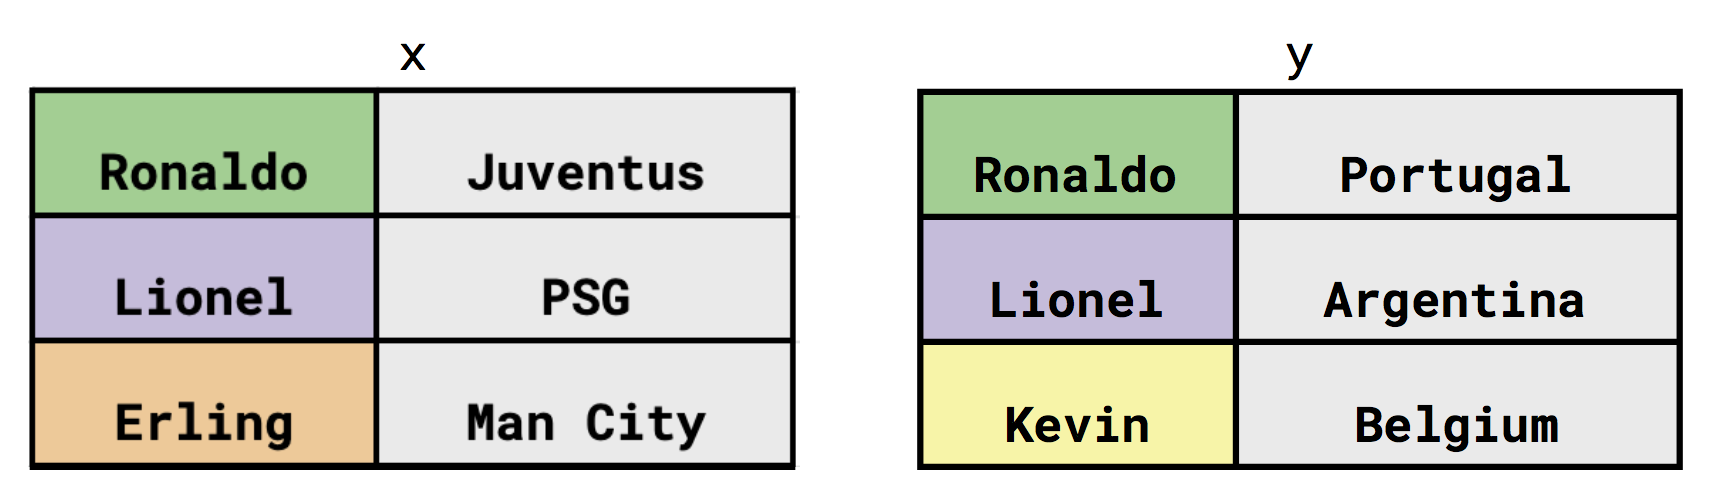 x
Ronaldo Juventus
Lionel PSG
Erling Man City
y
Ronaldo Portugal
Lionel Argentina
Kevin Belgium